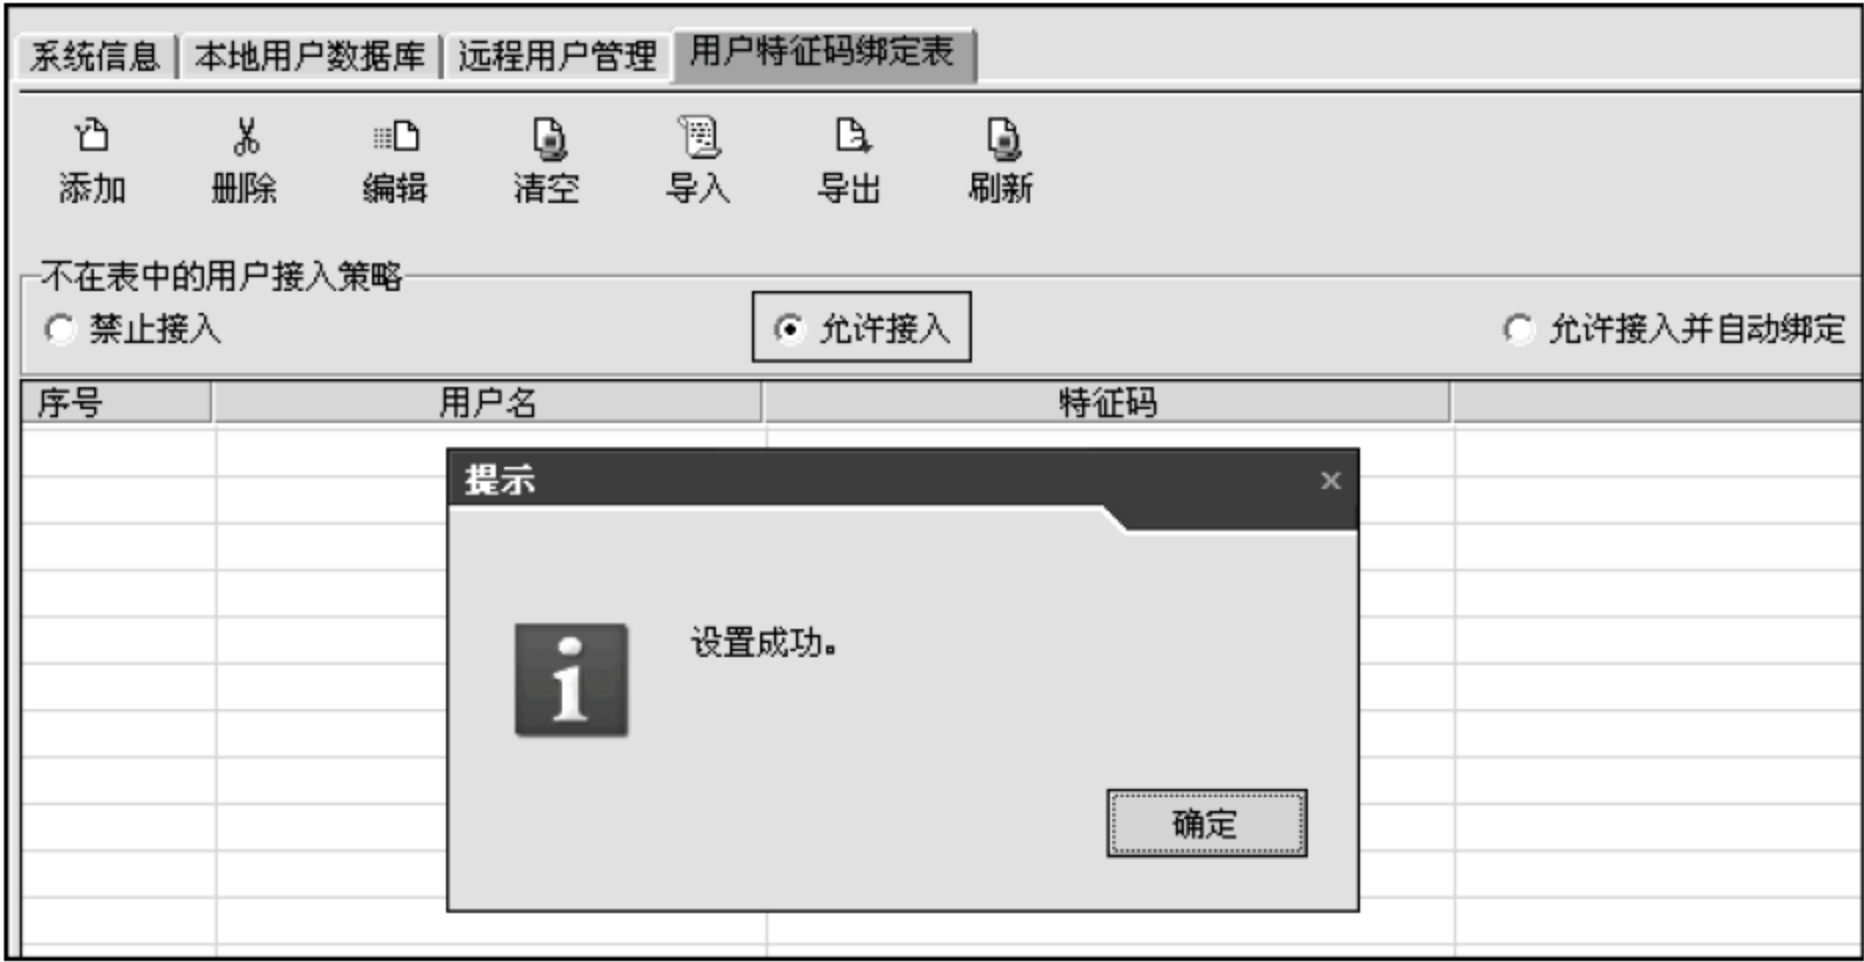 系统信息 本地用户数据库 远程用户管理 用户特征码绑定表
添加 删除 编辑 清空 导入 导出 刷新
不在表中的用户接入策略
禁止接入 允许接入 允许接入并自动绑定
序号 用户名 特征码
提示
设置成功。
确定